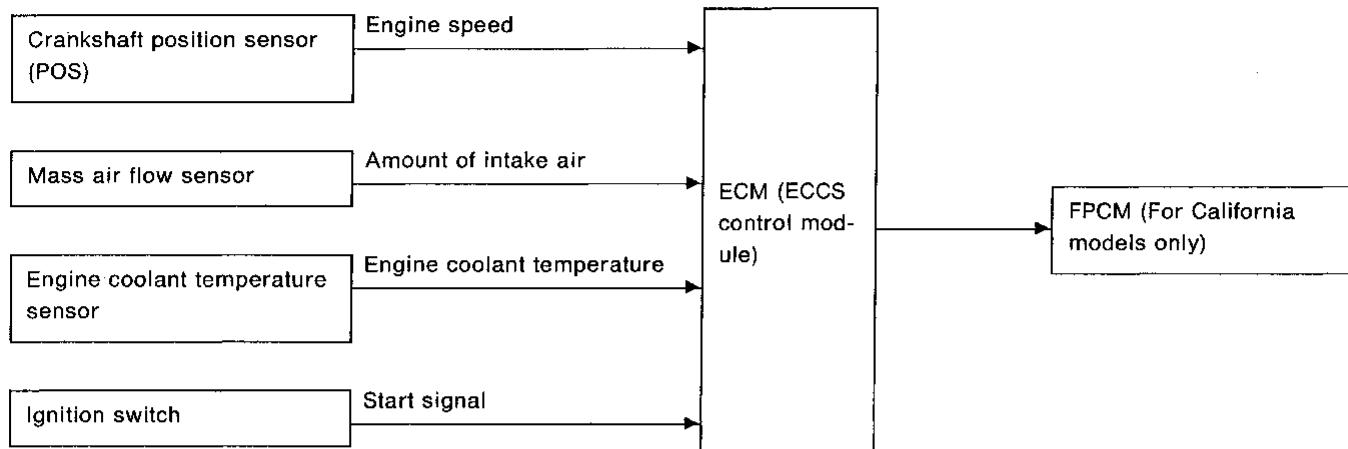 Crankshaft position sensor
(POS)
Engine speed
Mass air flow sensor
Amount of intake air
Engine coolant temperature
sensor
Engine coolant temperature
Ignition switch
Start signal
ECM (ECCS
control mod-
ule)
FPCM (For California
models only)